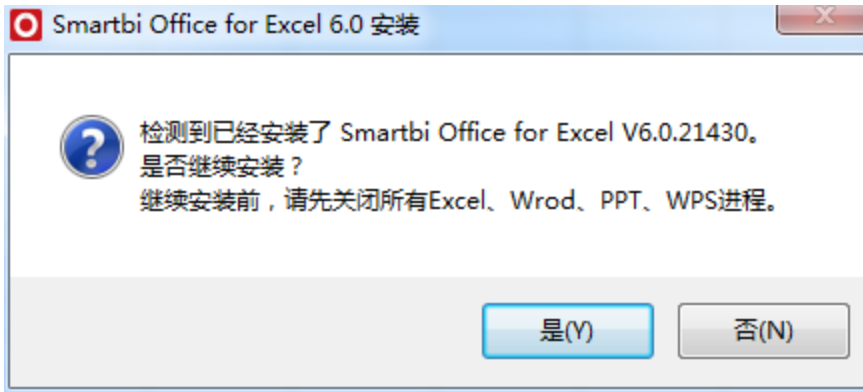 Smartbi Office for Excel 6.0 安装
检测到已经安装了 Smartbi Office for Excel V6.0.21430。
是否继续安装？
继续安装前，请先关闭所有Excel、Wrod、PPT、WPS进程。
是(Y)
否(N)